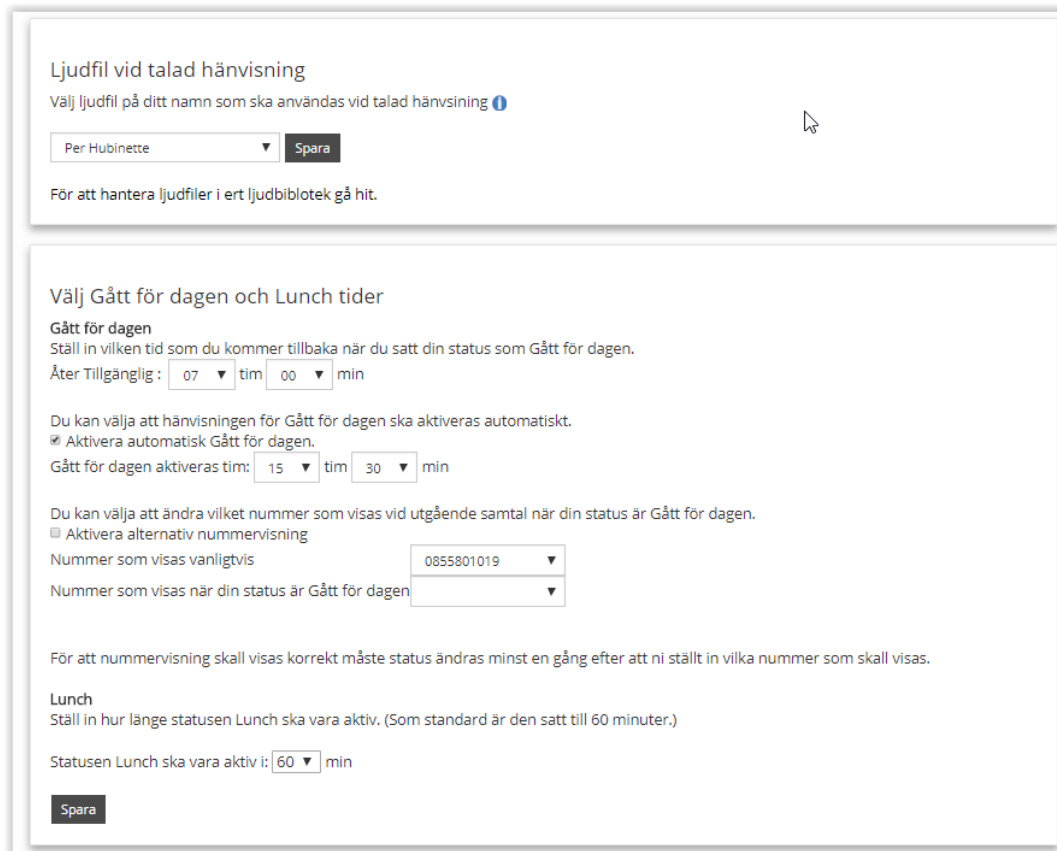 Ljudfil vid talad hänvisning
Välj ljudfil på ditt namn som ska användas vid talad hänvsining
Per Hubinette Spara
För att hantera ljudfiler i ert ljudbiblotek gå hit.
Välj Gått för dagen och Lunch tider
Gått för dagen
Ställ in vilken tid som du kommer tillbaka när du satt din status som Gått för dagen.
Åter Tillgänglig : 07 tim 00 min
Du kan välja att hänvisningen för Gått för dagen ska aktiveras automatiskt.
Aktivera automatisk Gått för dagen.
Gått för dagen aktiveras tim: 15 tim 30 min
Du kan välja att ändra vilket nummer som visas vid utgående samtal när din status är Gått för dagen.
Aktivera alternativ nummervisning
Nummer som visas vanligtvis 0855801019
Nummer som visas när din status är Gått för dagen
För att nummervisning skall visas korrekt måste status ändras minst en gång efter att ni ställt in vilka nummer som skall visas.
Lunch
Ställ in hur länge statusen Lunch ska vara aktiv. (Som standard är den satt till 60 minuter.)
Statusen Lunch ska vara aktiv i: 60 min
Spara